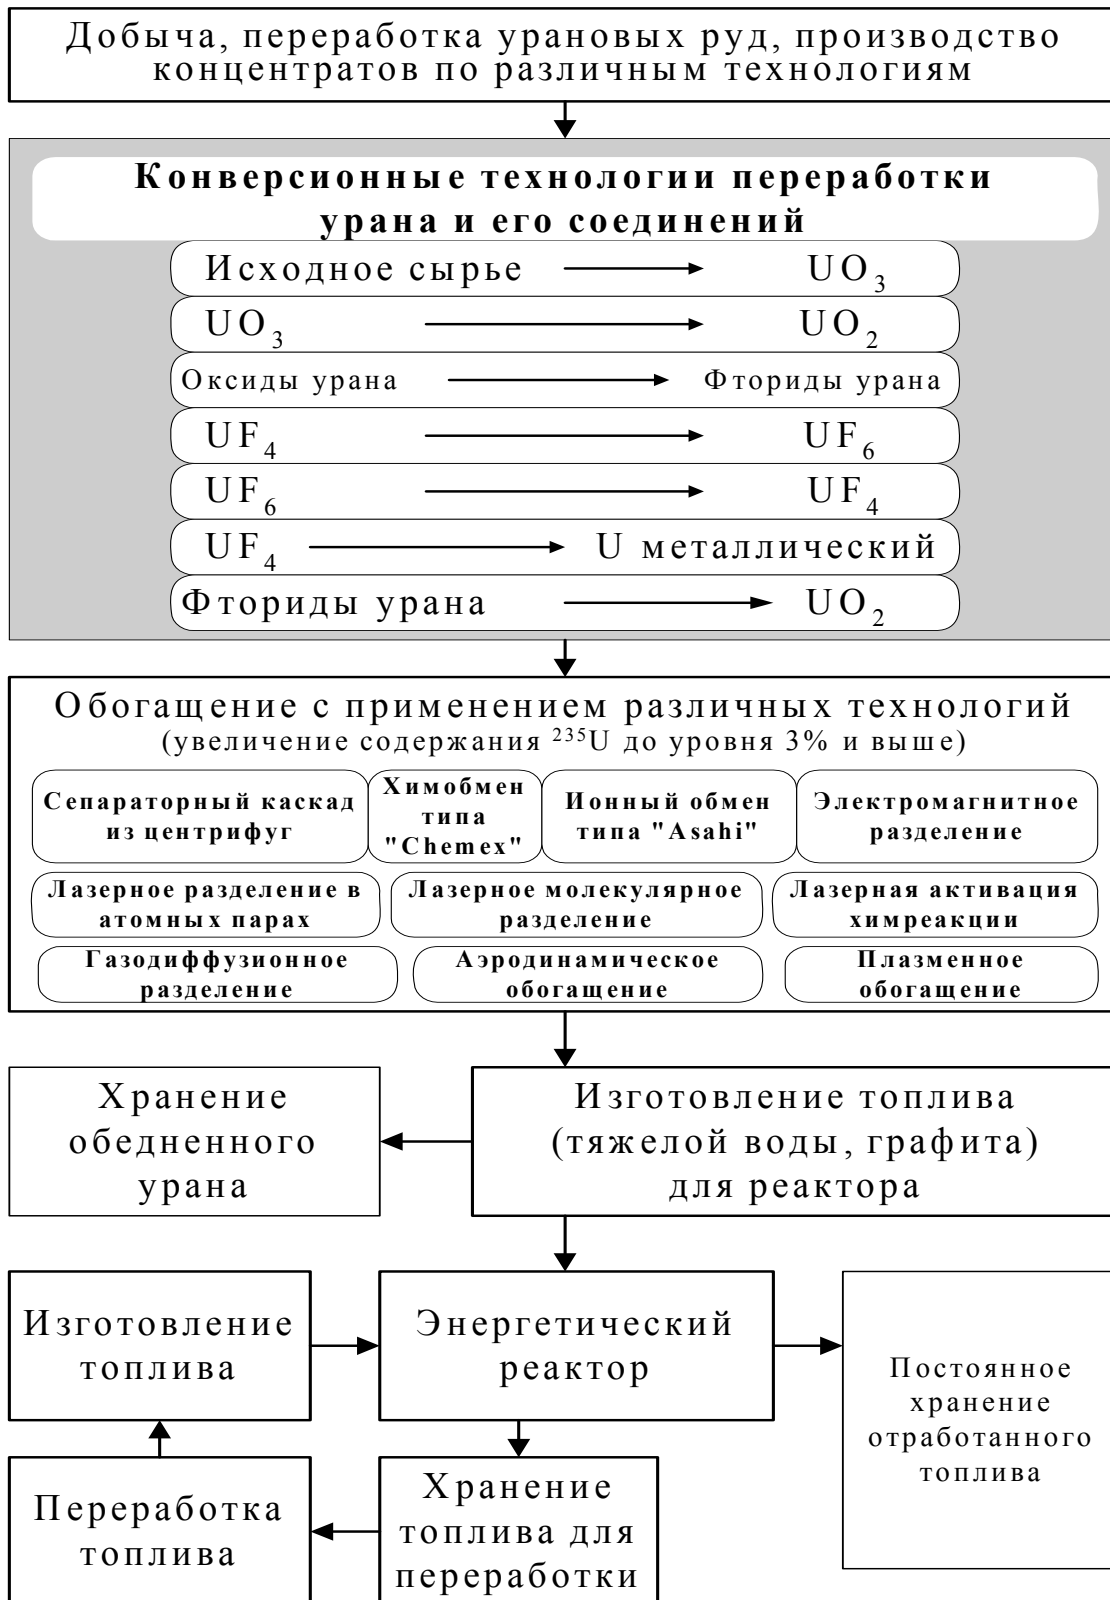 Добыча, переработка урановых руд, производство
концентратов по различным технологиям
Конверсионные технологии переработки
урана и его соединений
Исходное сырье UO₃
UO₃ UO₂
Оксиды урана Фториды урана
UF₄ UF₆
UF₆ UF₄
UF₄ U металлический
Фториды урана UO₂
Обогащение с применением различных технологий
(увеличение содержания ²³⁵U до уровня 3% и выше)
Сепараторный каскад
из центрифуг
Химобмен
типа
"Chemex"
Ионный обмен
типа "Asahi"
Электромагнитное
разделение
Лазерное разделение в
атомных парах
Лазерное молекулярное
разделение
Лазерная активация
химреакции
Газодиффузионное
разделение
Аэродинамическое
обогащение
Плазменное
обогащение
Хранение
обедненного
урана
Изготовление топлива
(тяжелой воды, графита)
для реактора
Изготовление
топлива
Энергетический
реактор
Постоянное
хранение
отработанного
топлива
Переработка
топлива
Хранение
топлива для
переработки